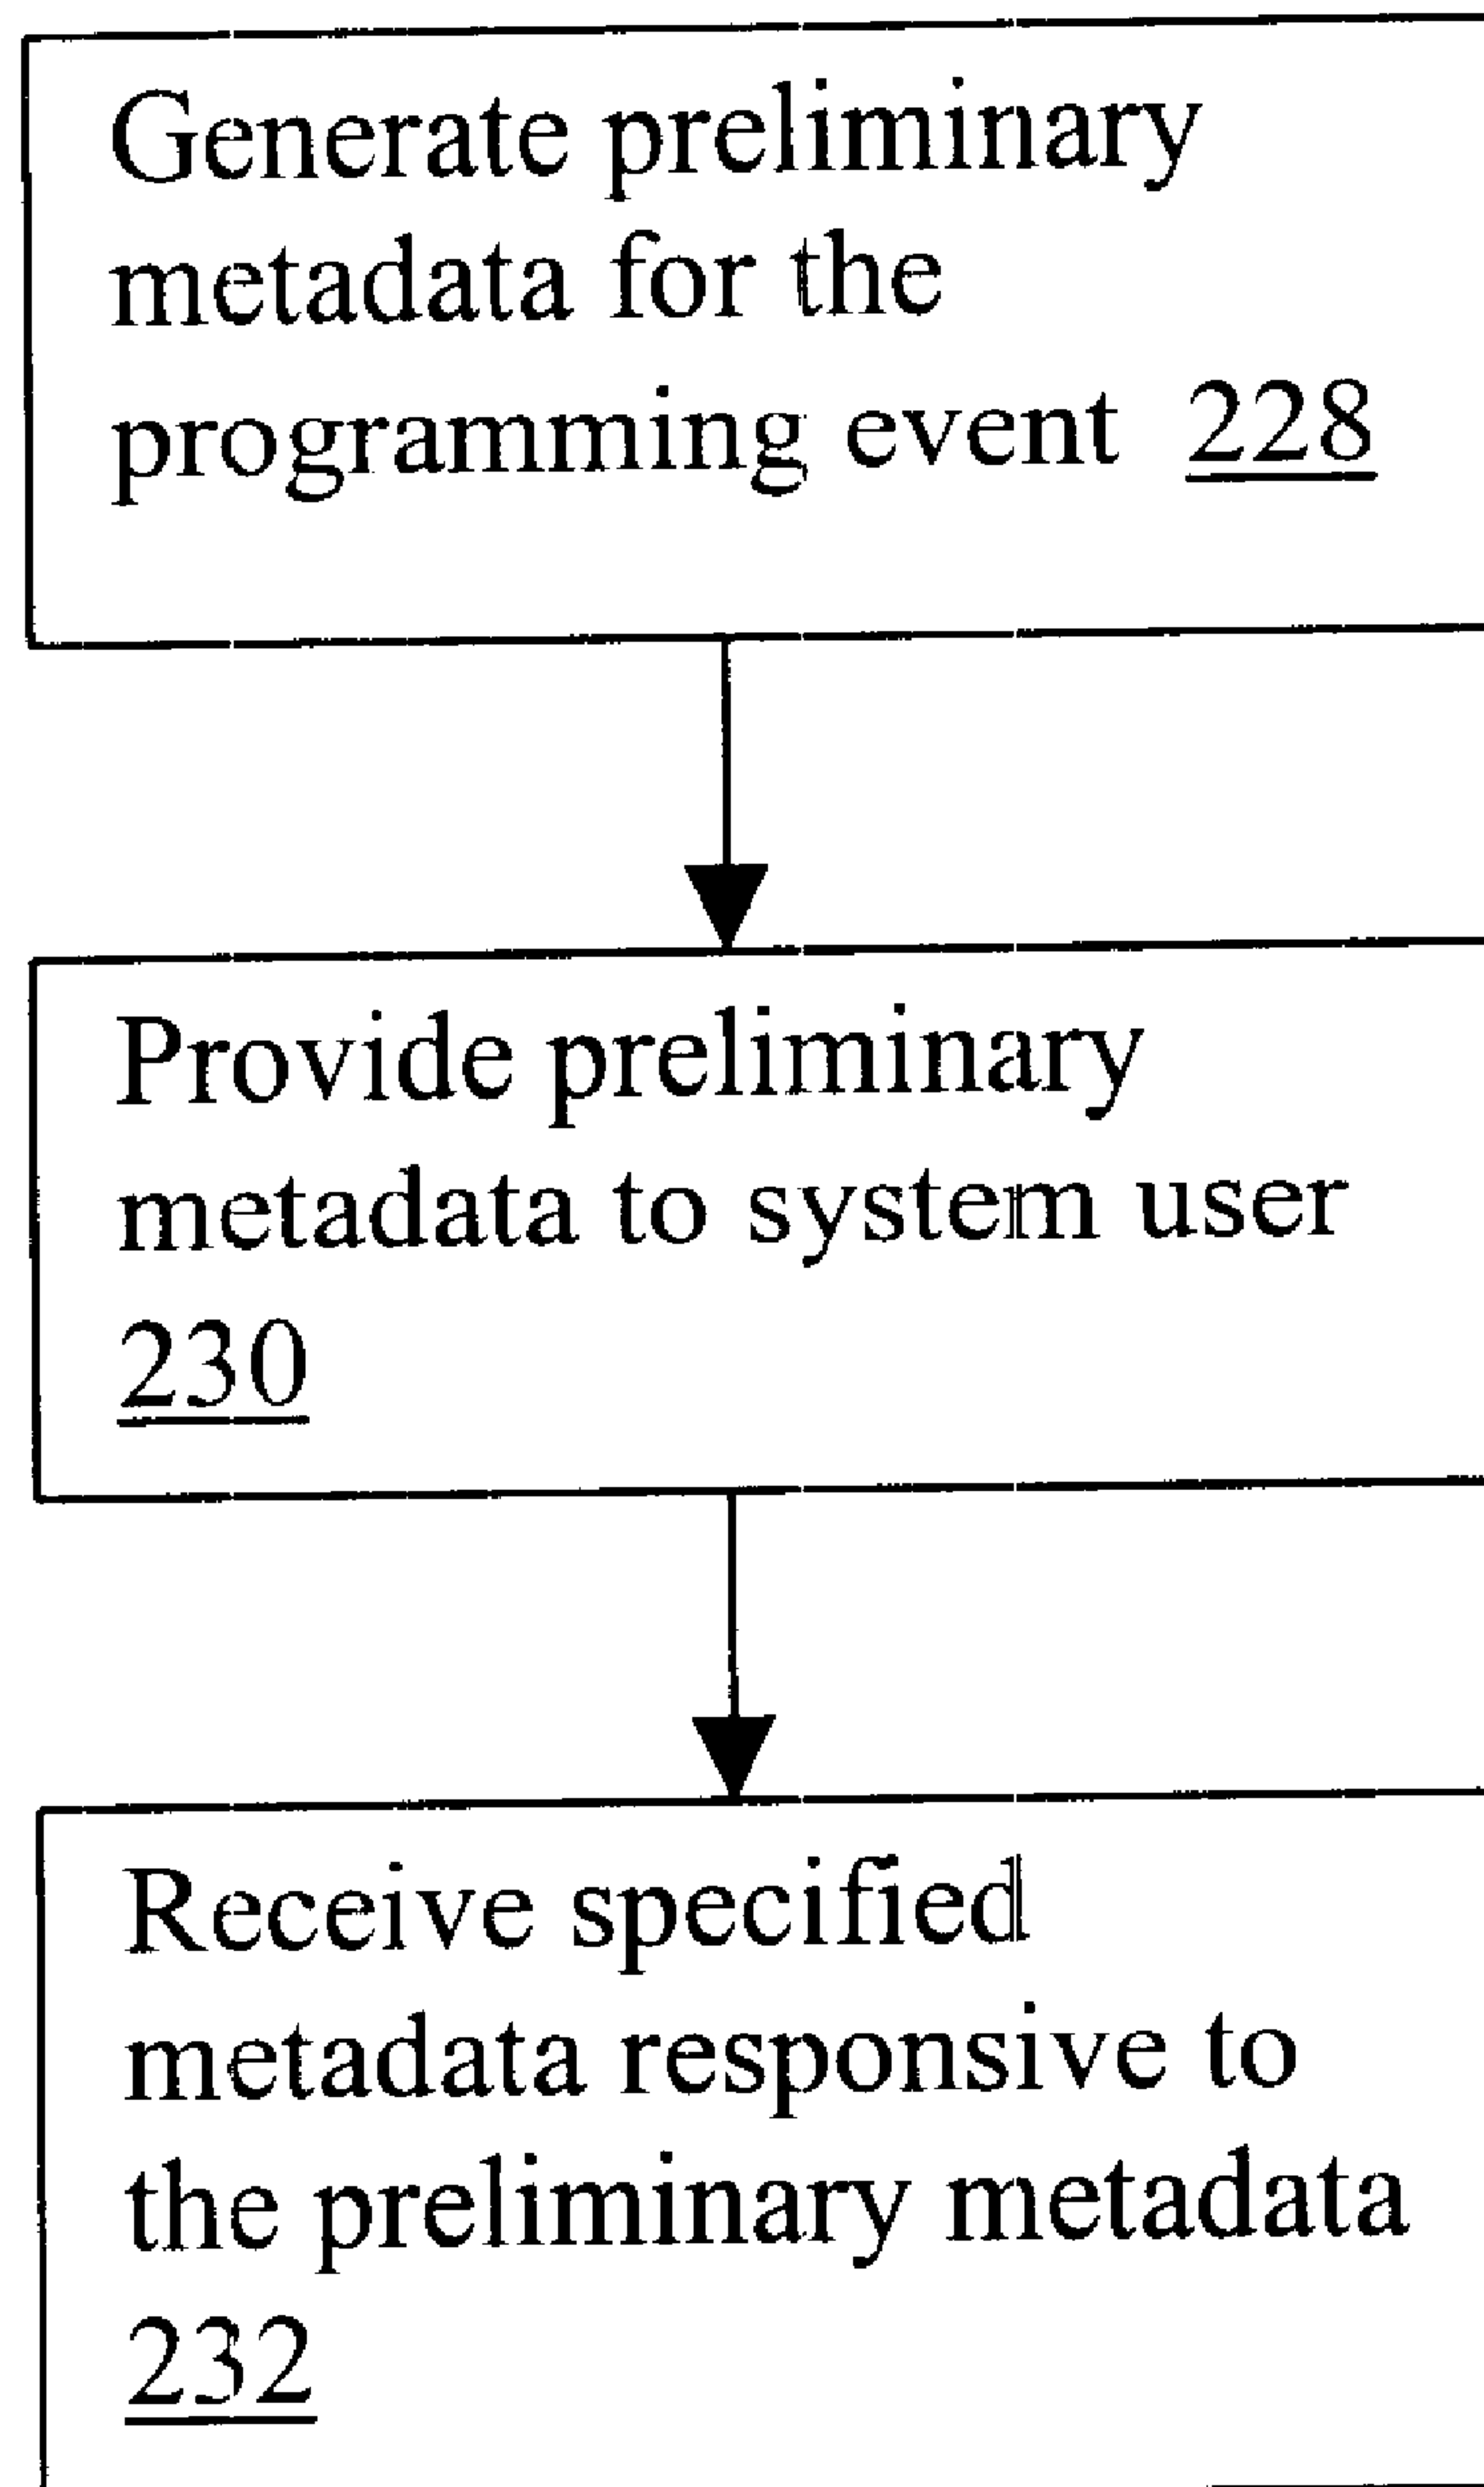 Generate preliminary
metadata for the
programming event 228
Provide preliminary
metadata to system user
230
Receive specified
metadata responsive to
the preliminary metadata
232